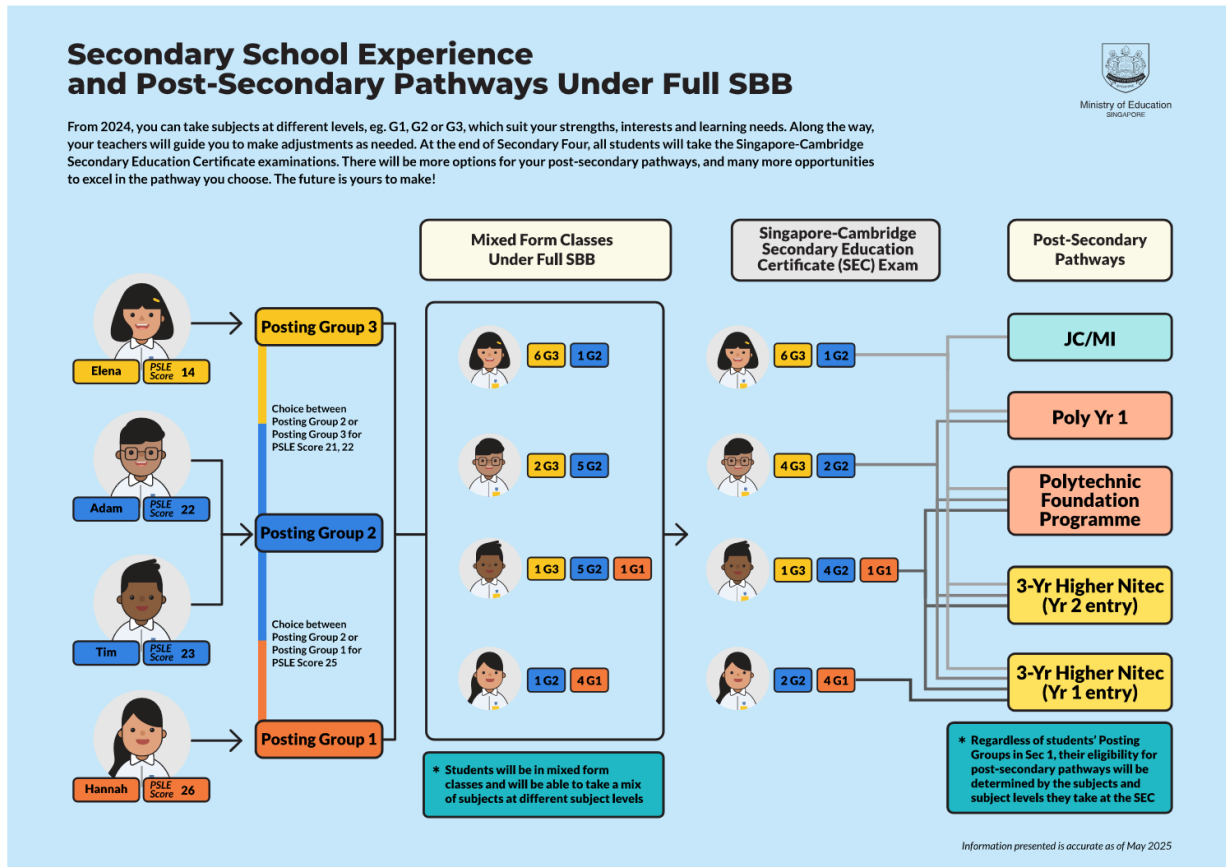 Secondary School Experience
and Post-Secondary Pathways Under Full SBB
Ministry of Education
SINGAPORE
From 2024, you can take subjects at different levels, eg. G1, G2 or G3, which suit your strengths, interests and learning needs. Along the way,
your teachers will guide you to make adjustments as needed. At the end of Secondary Four, all students will take the Singapore-Cambridge
Secondary Education Certificate examinations. There will be more options for your post-secondary pathways, and many more opportunities
to excel in the pathway you choose. The future is yours to make!
Mixed Form Classes
Under Full SBB
Singapore-Cambridge
Secondary Education
Certificate (SEC) Exam
Post-Secondary
Pathways
Elena
PSLE
Score 14
Adam
PSLE
Score 22
Tim
PSLE
Score 23
Hannah
PSLE
Score 26
Posting Group 3
Choice between
Posting Group 2 or
Posting Group 3 for
PSLE Score 21, 22
Posting Group 2
Choice between
Posting Group 2 or
Posting Group 1 for
PSLE Score 25
Posting Group 1
6 G3 1 G2
2 G3 5 G2
1 G3 5 G2 1 G1
1 G2 4 G1
* Students will be in mixed form
classes and will be able to take a mix
of subjects at different subject levels
6 G3 1 G2
4 G3 2 G2
1 G3 4 G2 1 G1
2 G2 4 G1
JC/MI
Poly Yr 1
Polytechnic
Foundation
Programme
3-Yr Higher Nitec
(Yr 2 entry)
3-Yr Higher Nitec
(Yr 1 entry)
* Regardless of students' Posting
Groups in Sec 1, their eligibility for
post-secondary pathways will be
determined by the subjects and
subject levels they take at the SEC
Information presented is accurate as of May 2025